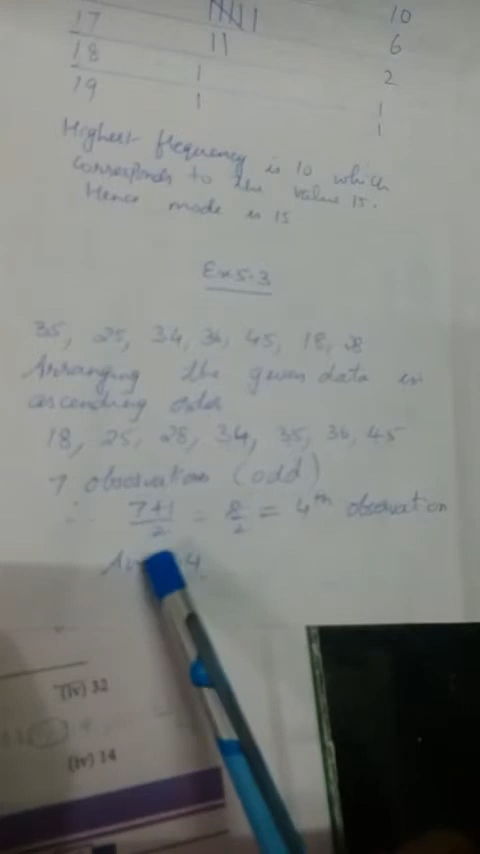 17 10
18 || 6
19 | 2
| 1
1
Highest frequency is 10 which
corresponds to the value 15.
Hence mode is 15
Ex 5.3
35, 25, 34, 36, 45, 18, 28
Arranging the given data in
ascending order
18, 25, 28, 34, 35, 36, 45
7 observation (odd)
∴ 7+1/2 = 8/2 = 4th observation
4
(iv) 32
(iv) 14